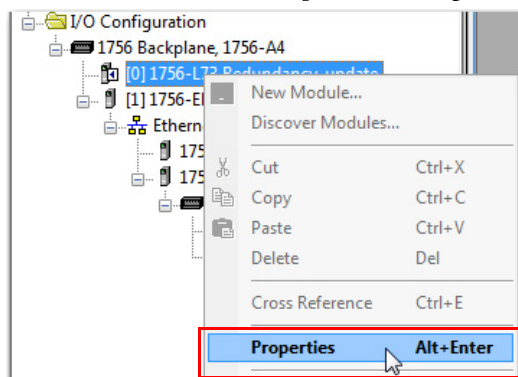 I/O Configuration
1756 Backplane, 1756-A4
[0] 1756-L73 Redundancy_update
[1] 1756-E
New Module...
Discover Modules...
Ethern
175
Cut Ctrl+X
175
Copy Ctrl+C
Paste Ctrl+V
Delete Del
Cross Reference Ctrl+E
Properties Alt+Enter